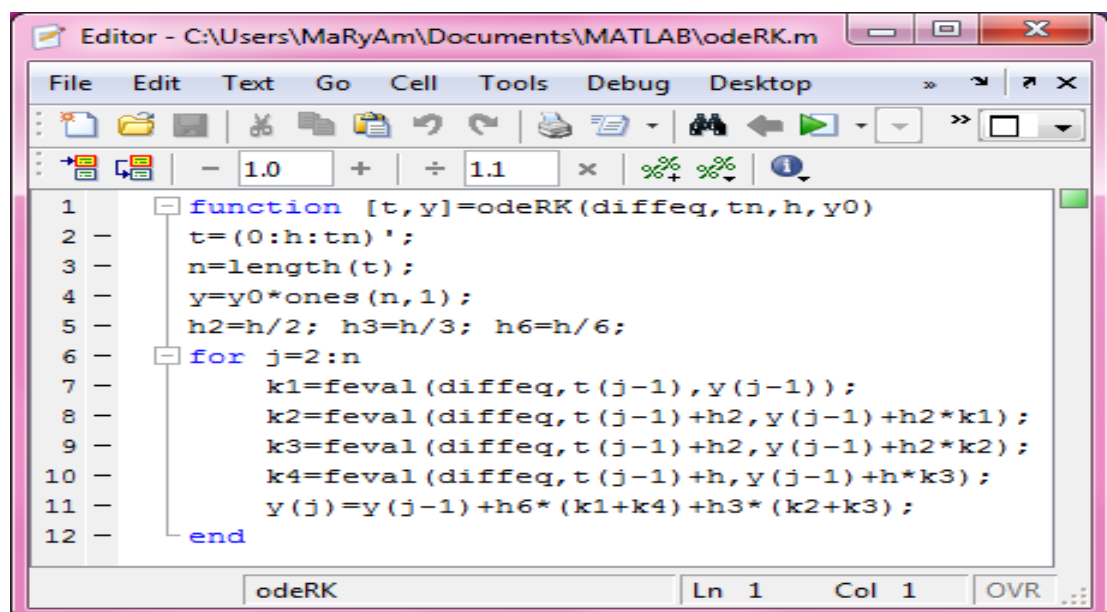 Editor - C:\Users\MaRyAm\Documents\MATLAB\odeRK.m
File Edit Text Go Cell Tools Debug Desktop »
»
- 1.0 + ÷ 1.1 ×
1 function [t,y]=odeRK(diffeq,tn,h,y0)
2 – t=(0:h:tn)';
3 – n=length(t);
4 – y=y0*ones(n,1);
5 – h2=h/2; h3=h/3; h6=h/6;
6 – for j=2:n
7 – k1=feval(diffeq,t(j-1),y(j-1));
8 – k2=feval(diffeq,t(j-1)+h2,y(j-1)+h2*k1);
9 – k3=feval(diffeq,t(j-1)+h2,y(j-1)+h2*k2);
10 – k4=feval(diffeq,t(j-1)+h,y(j-1)+h*k3);
11 – y(j)=y(j-1)+h6*(k1+k4)+h3*(k2+k3);
12 – end
odeRK Ln 1 Col 1 OVR